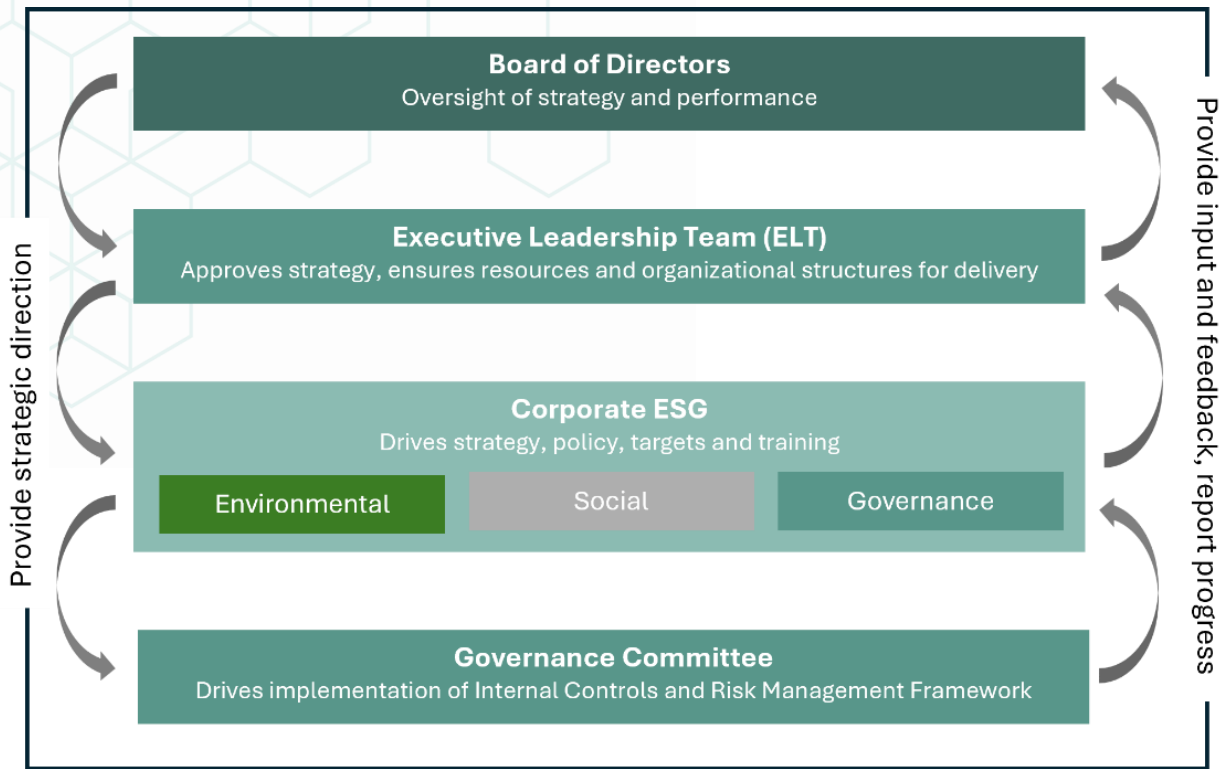 Board of Directors
Oversight of strategy and performance
Executive Leadership Team (ELT)
Approves strategy, ensures resources and organizational structures for delivery
Corporate ESG
Drives strategy, policy, targets and training
Environmental
Social
Governance
Governance Committee
Drives implementation of Internal Controls and Risk Management Framework
Provide strategic direction
Provide input and feedback, report progress